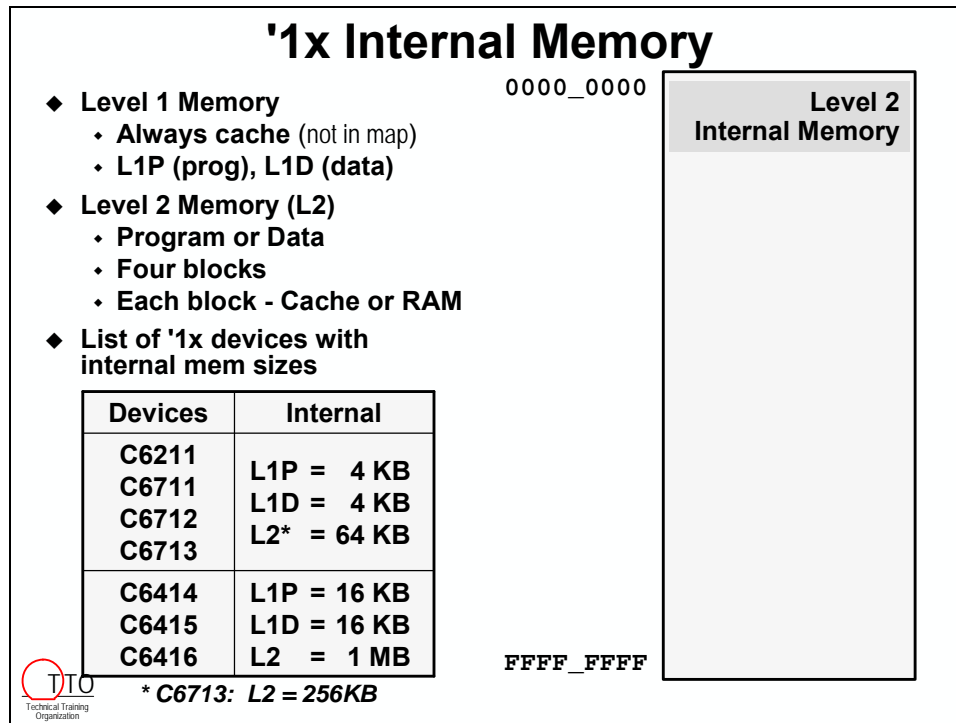 '1x Internal Memory
◆ Level 1 Memory
◆ Always cache (not in map)
◆ L1P (prog), L1D (data)
◆ Level 2 Memory (L2)
◆ Program or Data
◆ Four blocks
◆ Each block - Cache or RAM
◆ List of '1x devices with
internal mem sizes
Devices Internal
C6211
C6711
C6712
C6713
L1P = 4 KB
L1D = 4 KB
L2* = 64 KB
C6414
C6415
C6416
L1P = 16 KB
L1D = 16 KB
L2 = 1 MB
* C6713: L2 = 256KB
0000_0000
Level 2
Internal Memory
FFFF_FFFF
TTO
Technical Training
Organization